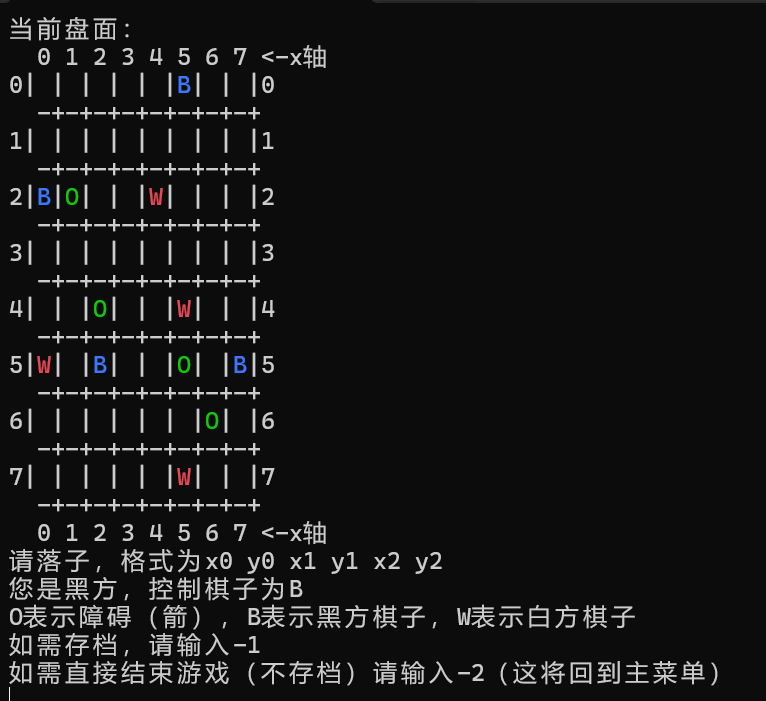 当前盘面：
  0 1 2 3 4 5 6 7 <-x轴
0| | | | | |B| | |0
  -+-+-+-+-+-+-+-+
1| | | | | | | | |1
  -+-+-+-+-+-+-+-+
2|B|O| | |W| | | |2
  -+-+-+-+-+-+-+-+
3| | | | | | | | |3
  -+-+-+-+-+-+-+-+
4| | |O| | |W| | |4
  -+-+-+-+-+-+-+-+
5|W| |B| | |O| |B|5
  -+-+-+-+-+-+-+-+
6| | | | | | |O| |6
  -+-+-+-+-+-+-+-+
7| | | | | |W| | |7
  -+-+-+-+-+-+-+-+
  0 1 2 3 4 5 6 7 <-x轴
请落子，格式为x0 y0 x1 y1 x2 y2
您是黑方，控制棋子为B
O表示障碍（箭），B表示黑方棋子，W表示白方棋子
如需存档，请输入-1
如需直接结束游戏（不存档）请输入-2（这将回到主菜单）